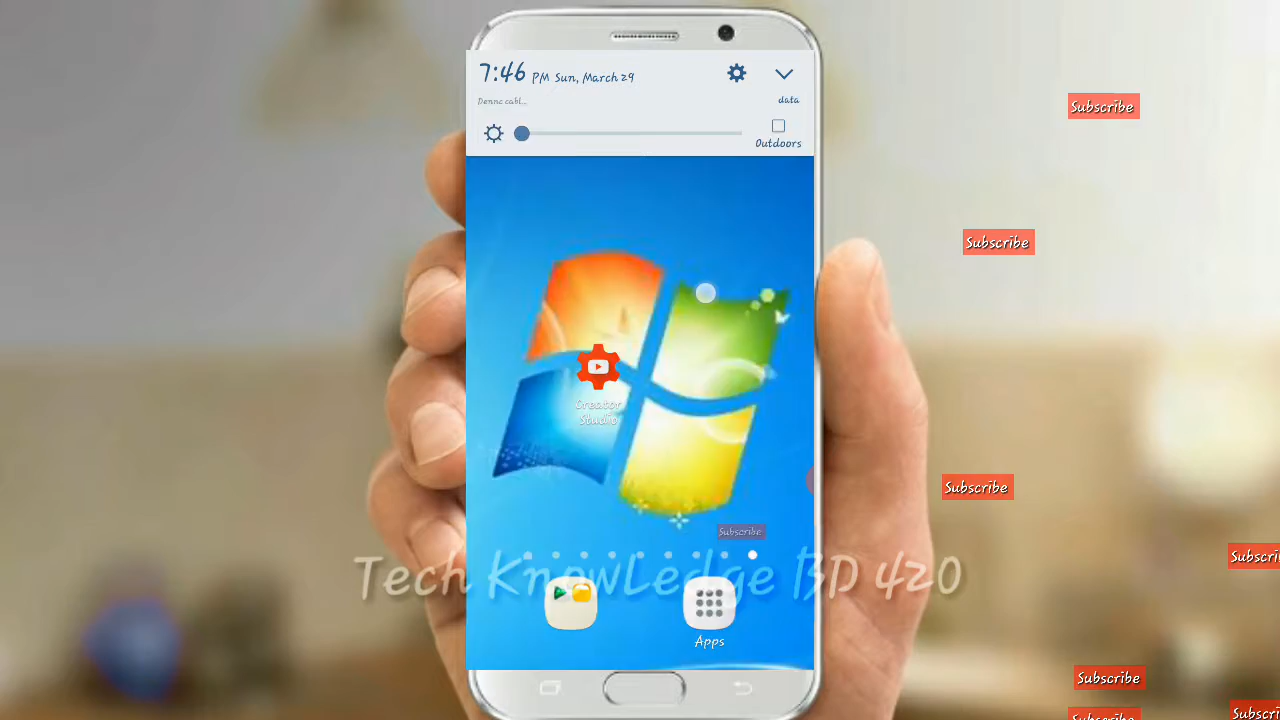 7:46 PM Sun, March 29
data
Outdoors
Subscribe
Subscribe
Creator
Studio
Subscribe
Subscribe
Tech KnowLedge BD 420
Apps
Subscribe